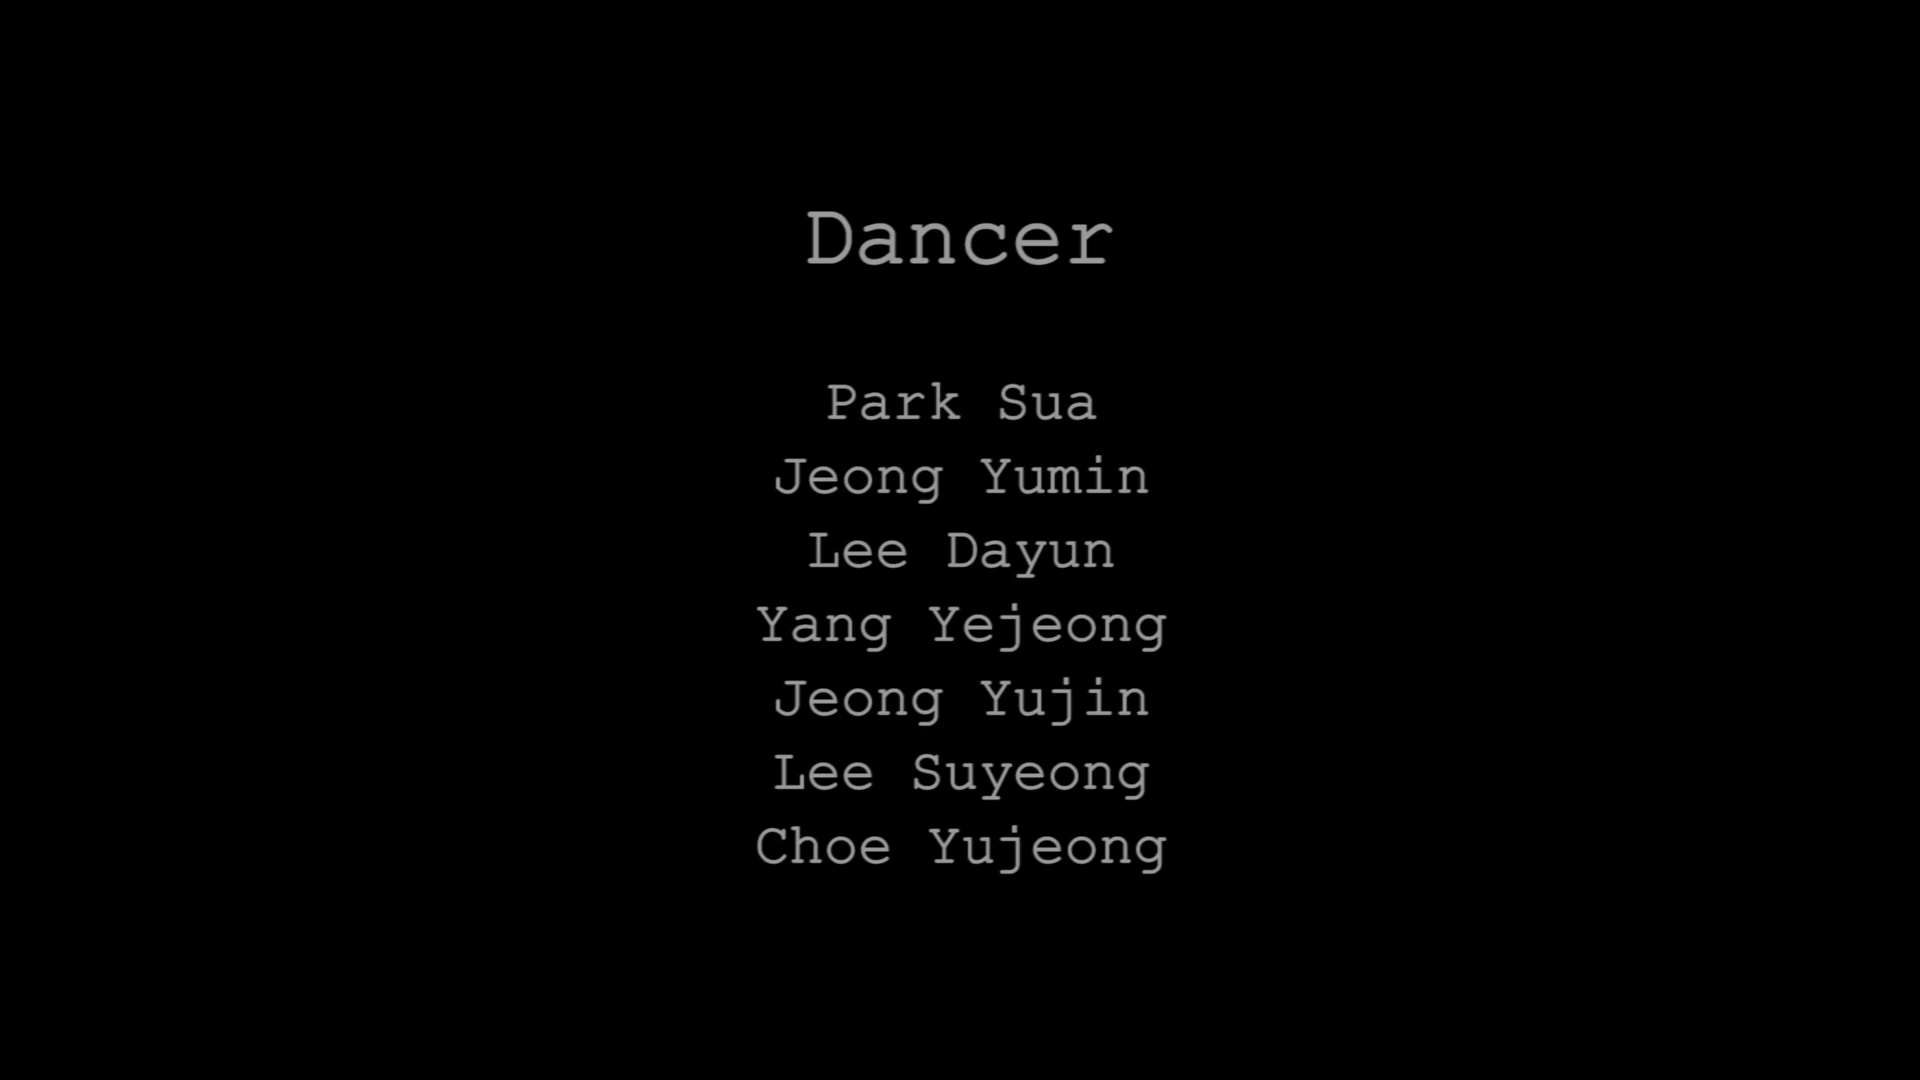 Dancer
Park Sua
Jeong Yumin
Lee Dayun
Yang Yejeong
Jeong Yujin
Lee Suyeong
Choe Yujeong